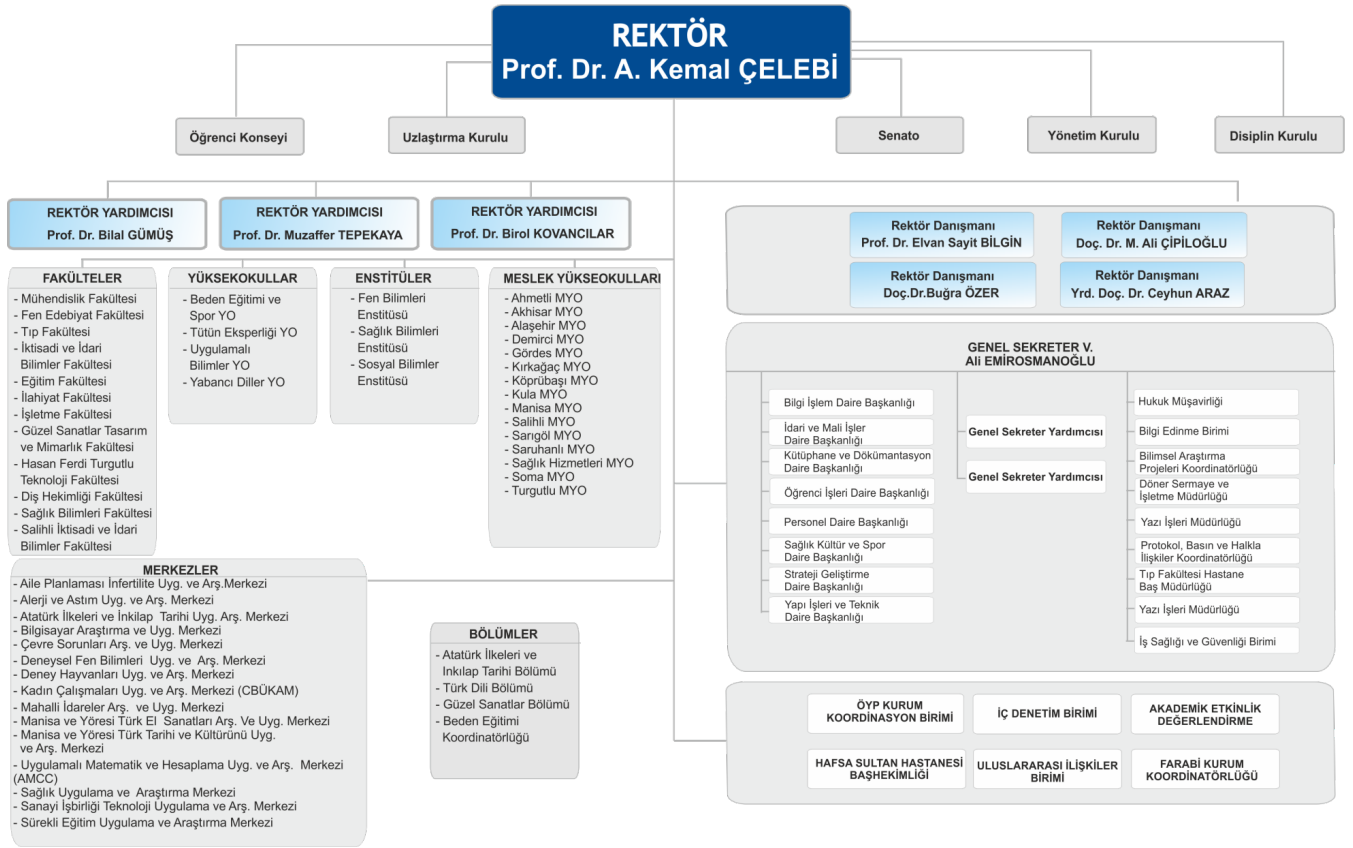 REKTÖR
Prof. Dr. A. Kemal ÇELEBİ
Öğrenci Konseyi
Uzlaştırma Kurulu
Senato
Yönetim Kurulu
Disiplin Kurulu
REKTÖR YARDIMCISI
Prof. Dr. Bilal GÜMÜŞ
REKTÖR YARDIMCISI
Prof. Dr. Muzaffer TEPEKAYA
REKTÖR YARDIMCISI
Prof. Dr. Birol KOVANCILAR
Rektör Danışmanı
Prof. Dr. Elvan Sayit BİLGİN
Rektör Danışmanı
Doç. Dr. M. Ali ÇİPİLOĞLU
Rektör Danışmanı
Doç.Dr.Buğra ÖZER
Rektör Danışmanı
Yrd. Doç. Dr. Ceyhun ARAZ
FAKÜLTELER
- Mühendislik Fakültesi
- Fen Edebiyat Fakültesi
- Tıp Fakültesi
- İktisadi ve İdari
Bilimler Fakültesi
- Eğitim Fakültesi
- İlahiyat Fakültesi
- İşletme Fakültesi
- Güzel Sanatlar Tasarım
ve Mimarlık Fakültesi
- Hasan Ferdi Turgutlu
Teknoloji Fakültesi
- Diş Hekimliği Fakültesi
- Sağlık Bilimleri Fakültesi
- Salihli İktisadi ve İdari
Bilimler Fakültesi
YÜKSEKOKULLAR
- Beden Eğitimi ve
Spor YO
- Tütün Eksperliği YO
- Uygulamalı
Bilimler YO
- Yabancı Diller YO
ENSTİTÜLER
- Fen Bilimleri
Enstitüsü
- Sağlık Bilimleri
Enstitüsü
- Sosyal Bilimler
Enstitüsü
MESLEK YÜKSEOKULLARI
- Ahmetli MYO
- Akhisar MYO
- Alaşehir MYO
- Demirci MYO
- Gördes MYO
- Kırkağaç MYO
- Köprübaşı MYO
- Kula MYO
- Manisa MYO
- Salihli MYO
- Sarıgöl MYO
- Saruhanlı MYO
- Sağlık Hizmetleri MYO
- Soma MYO
- Turgutlu MYO
GENEL SEKRETER V.
Ali EMİROSMANOĞLU
Bilgi İşlem Daire Başkanlığı
İdari ve Mali İşler
Daire Başkanlığı
Kütüphane ve Dökümantasyon
Daire Başkanlığı
Öğrenci İşleri Daire Başkanlığı
Personel Daire Başkanlığı
Sağlık Kültür ve Spor
Daire Başkanlığı
Strateji Geliştirme
Daire Başkanlığı
Yapı İşleri ve Teknik
Daire Başkanlığı
Genel Sekreter Yardımcısı
Genel Sekreter Yardımcısı
Hukuk Müşavirliği
Bilgi Edinme Birimi
Bilimsel Araştırma
Projeleri Koordinatörlüğü
Döner Sermaye ve
İşletme Müdürlüğü
Yazı İşleri Müdürlüğü
Protokol, Basın ve Halkla
İlişkiler Koordinatörlüğü
Tıp Fakültesi Hastane
Baş Müdürlüğü
Yazı İşleri Müdürlüğü
İş Sağlığı ve Güvenliği Birimi
MERKEZLER
- Aile Planlaması İnfertilite Uyg. ve Arş.Merkezi
- Alerji ve Astım Uyg. ve Arş. Merkezi
- Atatürk İlkeleri ve İnkilap Tarihi Uyg. Arş. Merkezi
- Bilgisayar Araştırma ve Uyg. Merkezi
- Çevre Sorunları Arş. ve Uyg. Merkezi
- Deneysel Fen Bilimleri Uyg. ve Arş. Merkezi
- Deney Hayvanları Uyg. ve Arş. Merkezi
- Kadın Çalışmaları Uyg. ve Arş. Merkezi (CBÜKAM)
- Mahalli İdareler Arş. ve Uyg. Merkezi
- Manisa ve Yöresi Türk El Sanatları Arş. Ve Uyg. Merkezi
- Manisa ve Yöresi Türk Tarihi ve Kültürünü Uyg.
ve Arş. Merkezi
- Uygulamalı Matematik ve Hesaplama Uyg. ve Arş. Merkezi
(AMCC)
- Sağlık Uygulama ve Araştırma Merkezi
- Sanayi İşbirliği Teknoloji Uygulama ve Arş. Merkezi
- Sürekli Eğitim Uygulama ve Araştırma Merkezi
BÖLÜMLER
- Atatürk İlkeleri ve
Inkılap Tarihi Bölümü
- Türk Dili Bölümü
- Güzel Sanatlar Bölümü
- Beden Eğitimi
Koordinatörlüğü
ÖYP KURUM
KOORDİNASYON BİRİMİ
İÇ DENETİM BİRİMİ
AKADEMİK ETKİNLİK
DEĞERLENDİRME
HAFSA SULTAN HASTANESİ
BAŞHEKİMLİĞİ
ULUSLARARASI İLİŞKİLER
BİRİMİ
FARABİ KURUM
KOORDİNATÖRLÜĞÜ